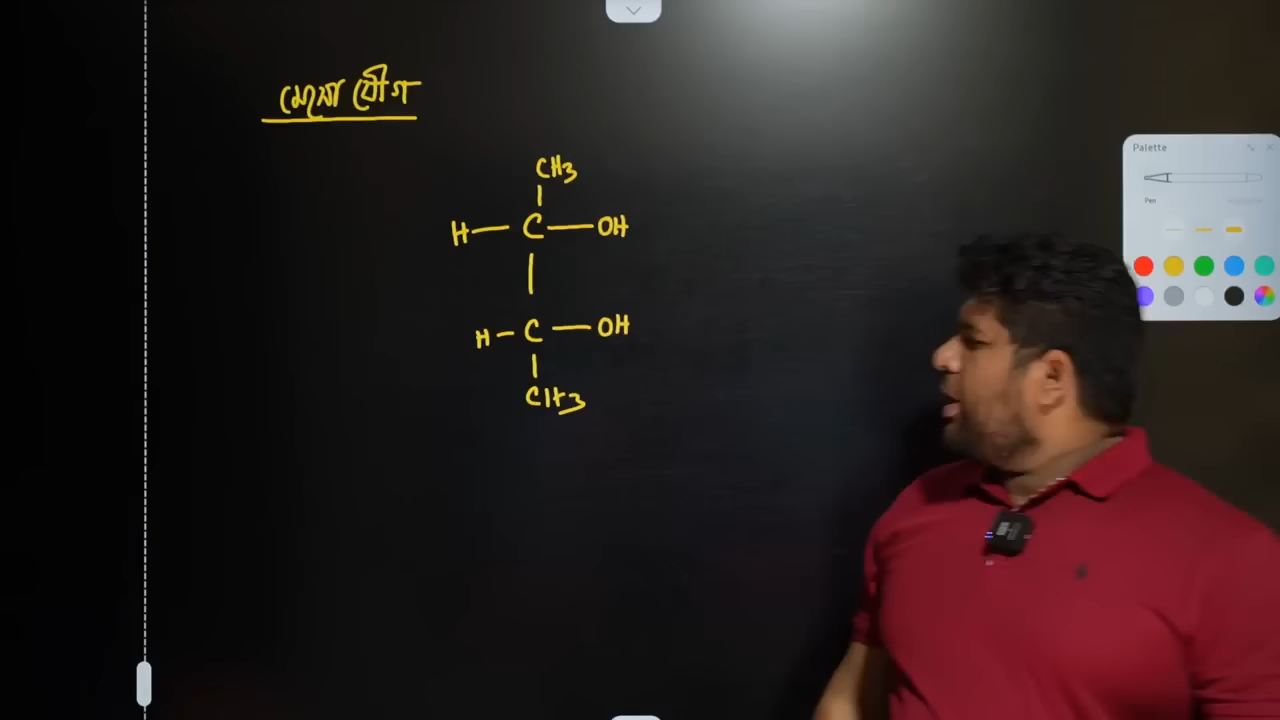 মেসো যৌগ
CH3
H — C — OH
H — C — OH
CH3
Palette
Pen